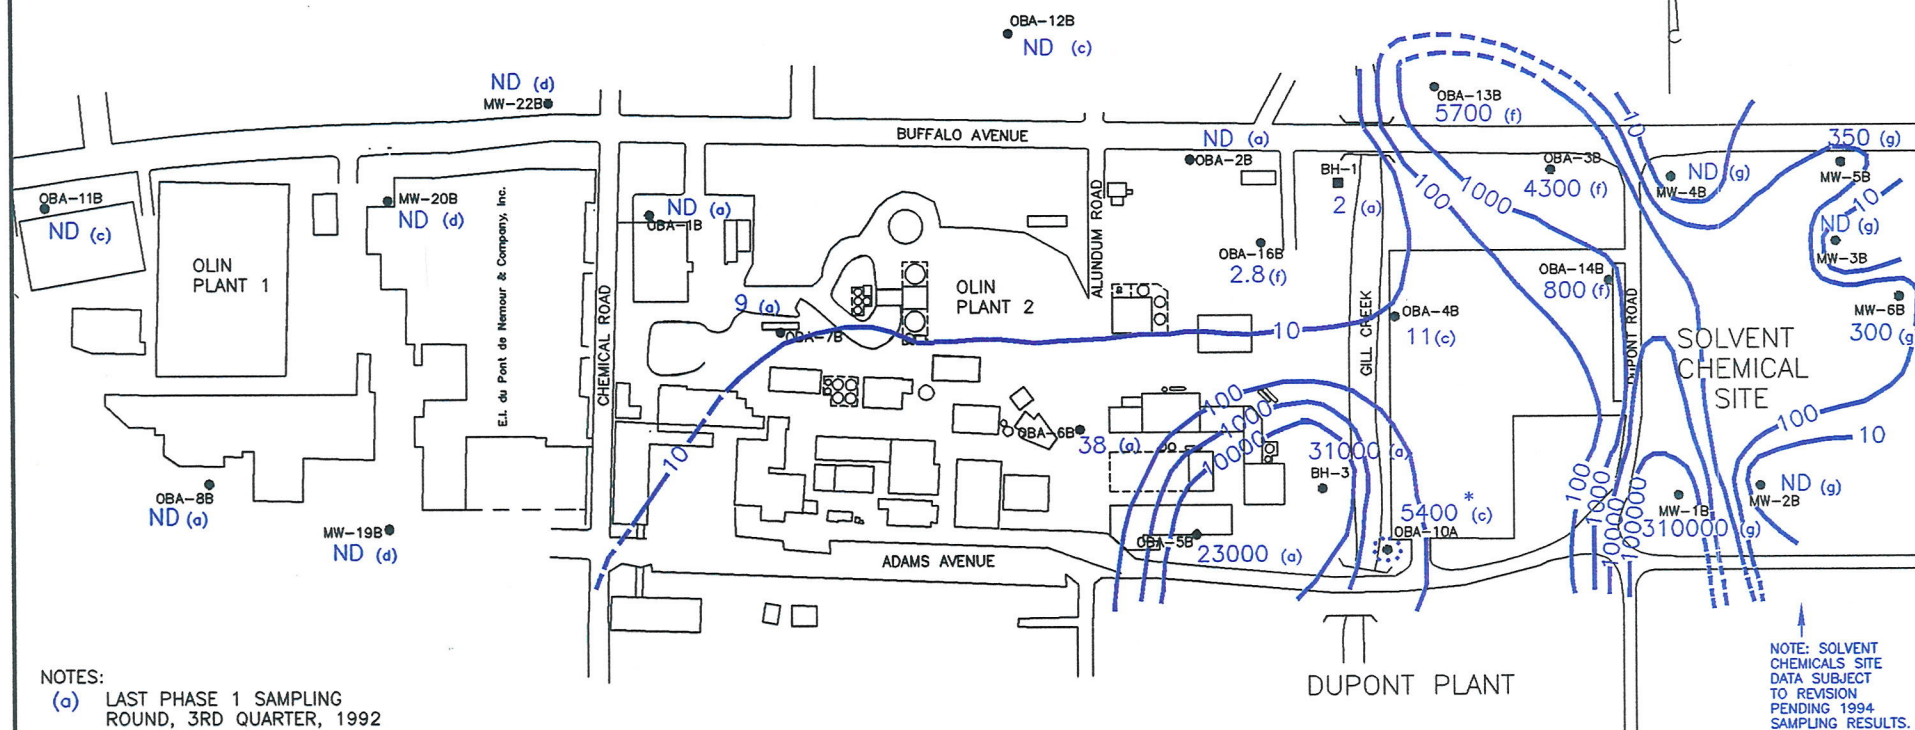 OBA-12B
ND (c)
ND (d)
MW-22B
OBA-13B
5700 (f)
10
BUFFALO AVENUE
ND (a)
OBA-2B
350 (g)
MW-5B
BH-1
2 (a)
OBA-3B
4300 (f)
ND (g)
MW-4B
100
1000
10
OBA-11B
ND (c)
MW-20B
ND (d)
E.I. du Pont de Nemour & Company, Inc.
ND (a)
OBA-1B
ALUNDUM ROAD
OBA-16B
2.8 (f)
ND (g)
MW-3B
OLIN
PLANT 1
OLIN
PLANT 2
CHEMICAL ROAD
9 (a)
OBA-7B
10
GILL CREEK
OBA-4B
11 (c)
OBA-14B
800 (f)
DUPONT ROAD
MW-6B
300 (g
SOLVENT
CHEMICAL
SITE
100
1000
10000
OBA-6B
38 (a)
31000 (a)
BH-3
100
10
10
OBA-8B
ND (a)
MW-19B
ND (d)
5400 * (c)
OBA-10A
OBA-5B
23000 (a)
100
1000
10000
100000
MW-1B
310000 (g)
ND (g)
MW-2B
ADAMS AVENUE
DUPONT PLANT
NOTE: SOLVENT
CHEMICALS SITE
DATA SUBJECT
TO REVISION
PENDING 1994
SAMPLING RESULTS.
NOTES:
(a) LAST PHASE 1 SAMPLING
ROUND, 3RD QUARTER, 1992